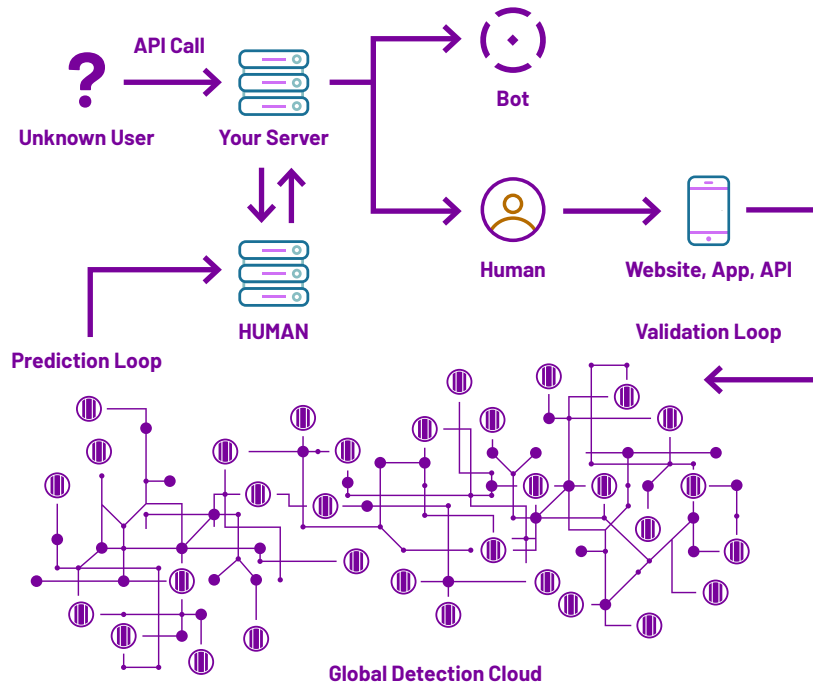 API Call
?
Bot
Unknown User
Your Server
Human
Website, App, API
HUMAN
Validation Loop
Prediction Loop
Global Detection Cloud